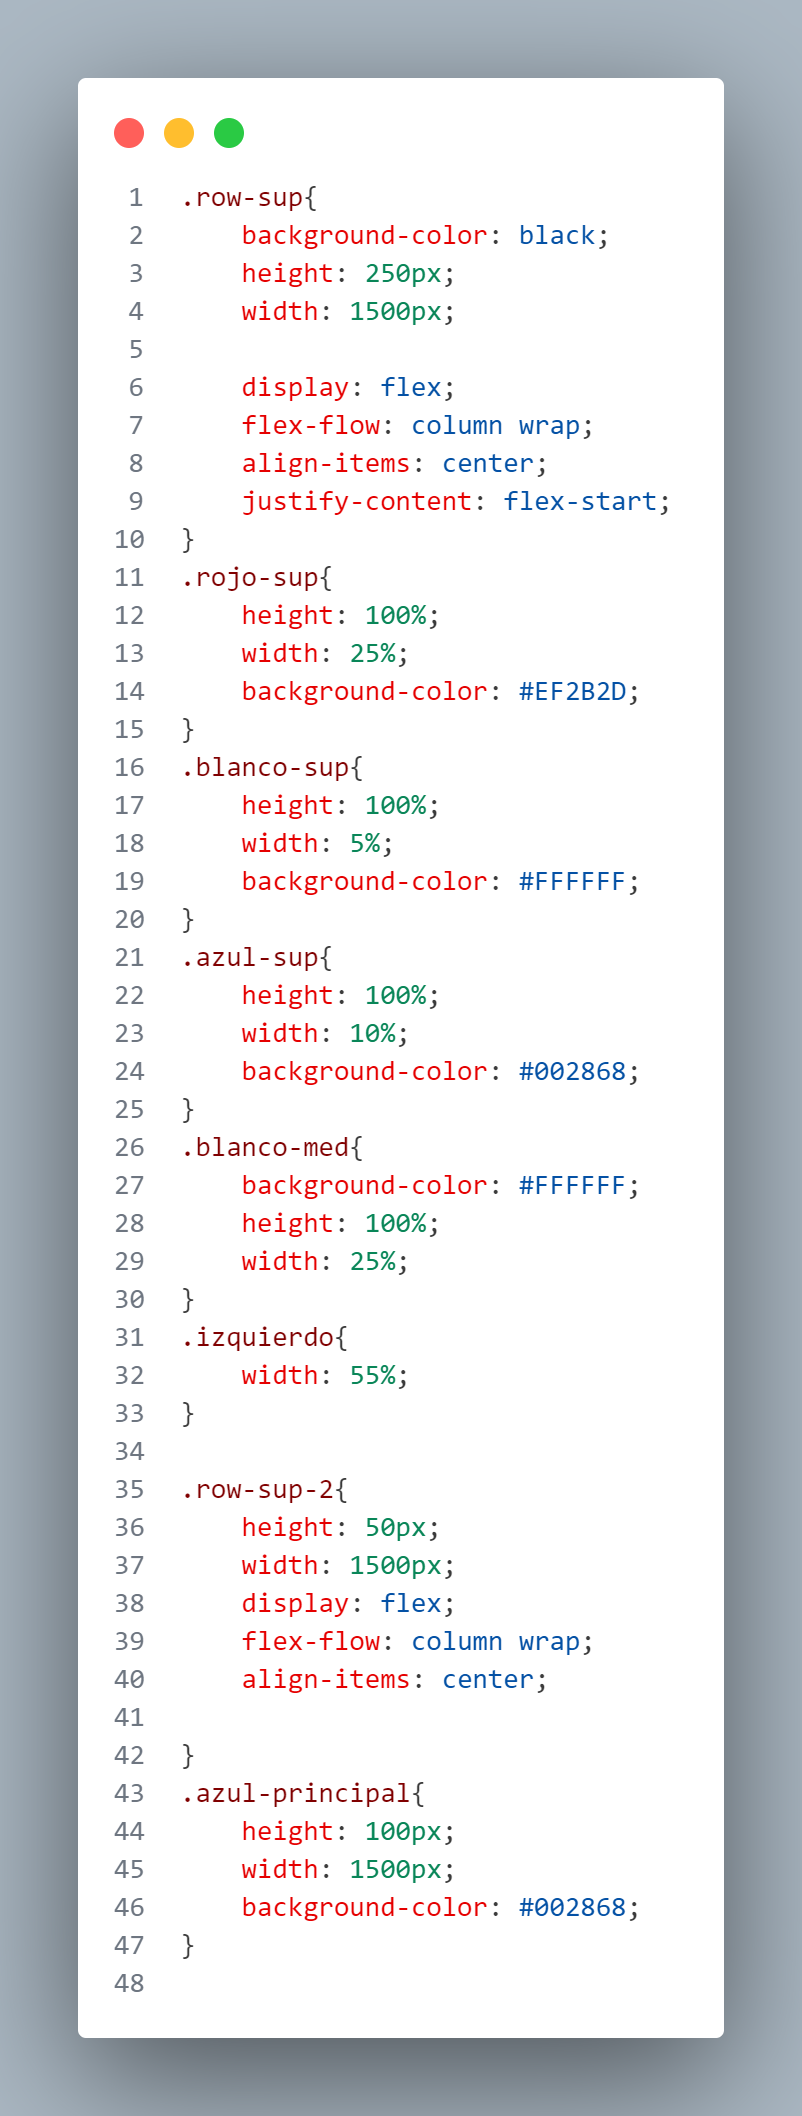 1 .row-sup{
2     background-color: black;
3     height: 250px;
4     width: 1500px;
5
6     display: flex;
7     flex-flow: column wrap;
8     align-items: center;
9     justify-content: flex-start;
10 }
11 .rojo-sup{
12     height: 100%;
13     width: 25%;
14     background-color: #EF2B2D;
15 }
16 .blanco-sup{
17     height: 100%;
18     width: 5%;
19     background-color: #FFFFFF;
20 }
21 .azul-sup{
22     height: 100%;
23     width: 10%;
24     background-color: #002868;
25 }
26 .blanco-med{
27     background-color: #FFFFFF;
28     height: 100%;
29     width: 25%;
30 }
31 .izquierdo{
32     width: 55%;
33 }
34
35 .row-sup-2{
36     height: 50px;
37     width: 1500px;
38     display: flex;
39     flex-flow: column wrap;
40     align-items: center;
41
42 }
43 .azul-principal{
44     height: 100px;
45     width: 1500px;
46     background-color: #002868;
47 }
48